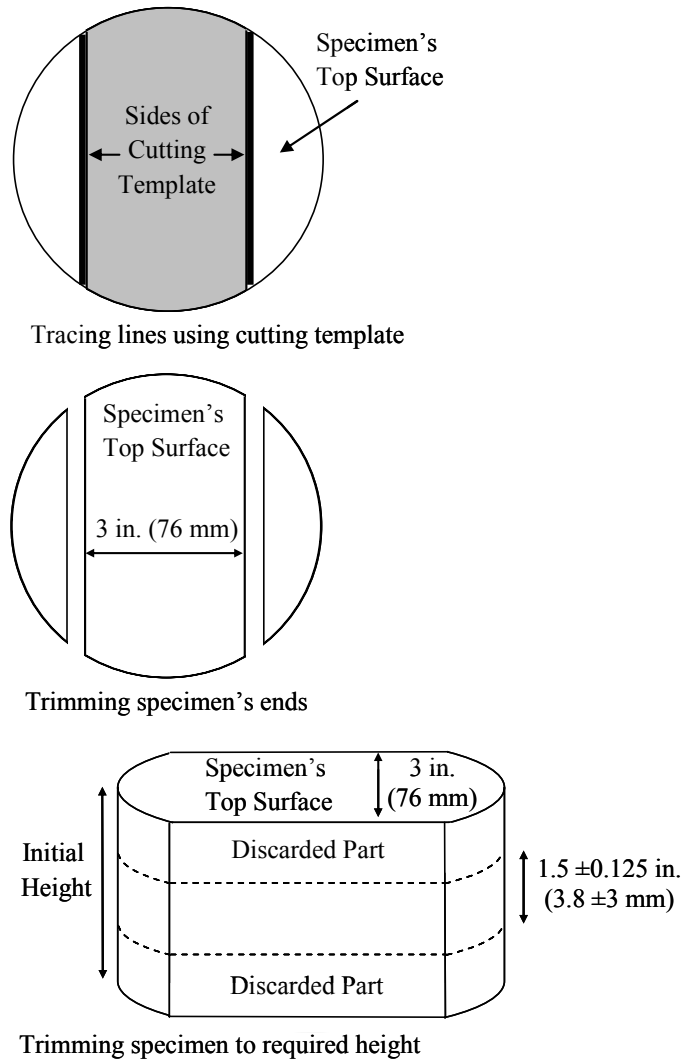 Specimen's
Top Surface
Sides of
Cutting
Template
Tracing lines using cutting template
Specimen's
Top Surface
3 in. (76 mm)
Trimming specimen's ends
Specimen's
Top Surface
3 in.
(76 mm)
Initial
Height
Discarded Part
1.5 ±0.125 in.
(3.8 ±3 mm)
Discarded Part
Trimming specimen to required height